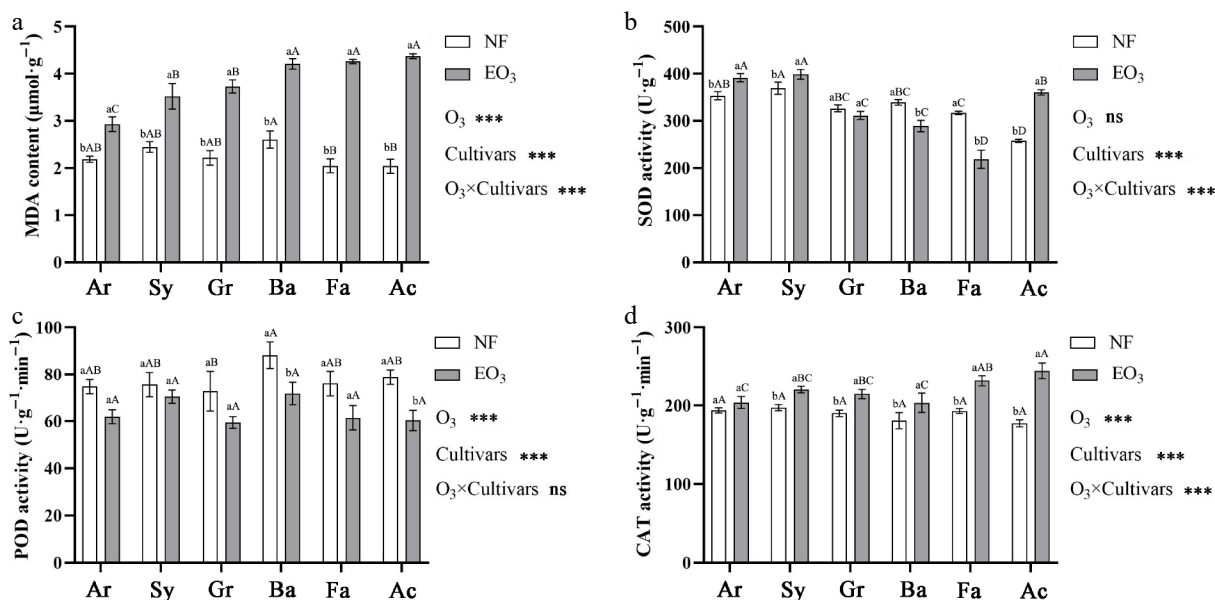 a
MDA content (μmol·g⁻¹)
5
4
3
2
1
0
bAB aC bAB aB bAB aB bA aA bB aA bB aA
Ar Sy Gr Ba Fa Ac
NF
EO₃
O₃ ***
Cultivars ***
O₃×Cultivars ***
b
SOD activity (U·g⁻¹)
500
400
300
200
100
0
bAB aA bA aA aBC aC aB bC aC bD bD aB
Ar Sy Gr Ba Fa Ac
NF
EO₃
O₃ ns
Cultivars ***
O₃×Cultivars ***
c
POD activity (U·g⁻¹·min⁻¹)
100
80
60
40
20
0
aAB aA aAB aA aB aA aA bA aAB aA aAB bA
Ar Sy Gr Ba Fa Ac
NF
EO₃
O₃ ***
Cultivars ***
O₃×Cultivars ns
d
CAT activity (U·g⁻¹·min⁻¹)
300
200
100
0
aA aC bA aBC bA aBC bA aC bA aAB bA aA
Ar Sy Gr Ba Fa Ac
NF
EO₃
O₃ ***
Cultivars ***
O₃×Cultivars ***